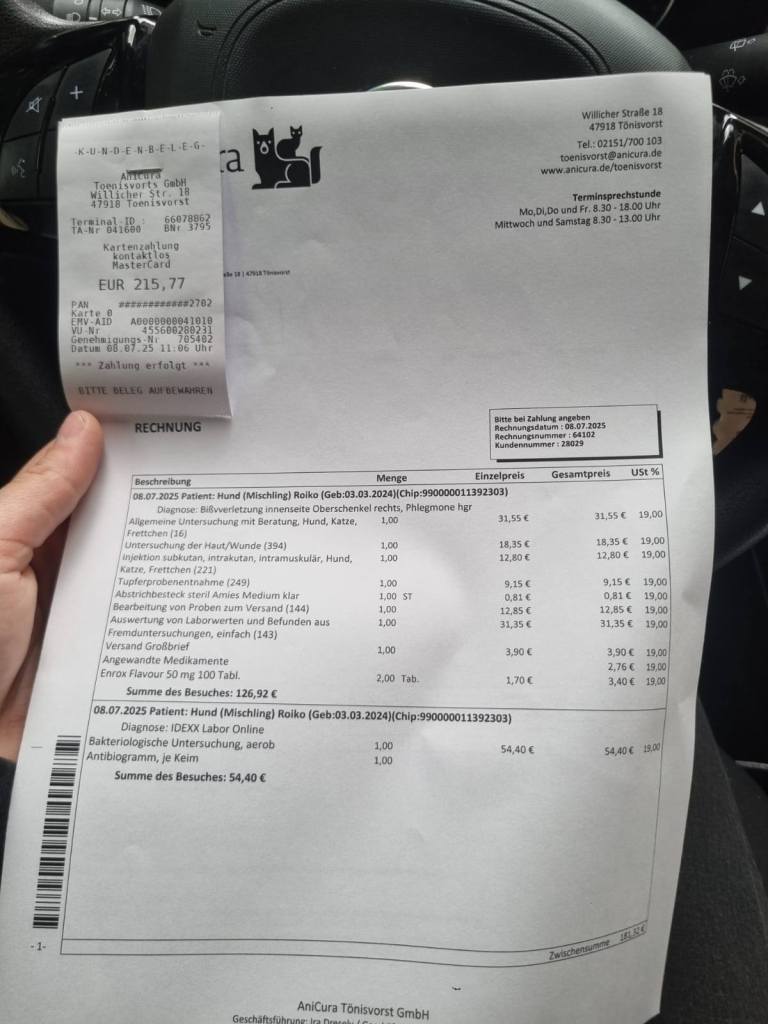 -K-U-N-D-E-N-B-E-L-E-G-
AniCura
Toenisvorts GmbH
Willicher Str. 18
47918 Toenisvorst
Terminal-ID : 66078862
TA-Nr 041600 BNr 3795
Kartenzahlung
kontaktlos
MasterCard
EUR 215,77
PAN ############2702
Karte 0
EMV-AID A0000000041010
VU-Nr 455600280231
Genehmigungs-Nr 705402
Datum 08.07.25 11:06 Uhr
*** Zahlung erfolgt ***
BITTE BELEG AUFBEWAHREN
ra
Willicher Straße 18
47918 Tönisvorst
Tel.: 02151/700 103
toenisvorst@anicura.de
www.anicura.de/toenisvorst
Terminsprechstunde
Mo,Di,Do und Fr. 8.30 - 18.00 Uhr
Mittwoch und Samstag 8.30 - 13.00 Uhr
18 | 47918 Tönisvorst
RECHNUNG
Bitte bei Zahlung angeben
Rechnungsdatum : 08.07.2025
Rechnungsnummer : 64102
Kundennummer : 28029
Beschreibung Menge Einzelpreis Gesamtpreis USt %
08.07.2025 Patient: Hund (Mischling) Roiko (Geb:03.03.2024)(Chip:990000011392303)
Diagnose: Bißvverletzung innenseite Oberschenkel rechts, Phlegmone hgr
Allgemeine Untersuchung mit Beratung, Hund, Katze, 1,00 31,55 € 31,55 € 19,00
Frettchen (16)
Untersuchung der Haut/Wunde (394) 1,00 18,35 € 18,35 € 19,00
Injektion subkutan, intrakutan, intramuskulär, Hund, 1,00 12,80 € 12,80 € 19,00
Katze, Frettchen (221)
Tupferprobenentnahme (249) 1,00 9,15 € 9,15 € 19,00
Abstrichbesteck steril Amies Medium klar 1,00 ST 0,81 € 0,81 € 19,00
Bearbeitung von Proben zum Versand (144) 1,00 12,85 € 12,85 € 19,00
Auswertung von Laborwerten und Befunden aus 1,00 31,35 € 31,35 € 19,00
Fremduntersuchungen, einfach (143)
Versand Großbrief 1,00 3,90 € 3,90 € 19,00
Angewandte Medikamente 2,76 € 19,00
Enrox Flavour 50 mg 100 Tabl. 2,00 Tab. 1,70 € 3,40 € 19,00
Summe des Besuches: 126,92 €
08.07.2025 Patient: Hund (Mischling) Roiko (Geb:03.03.2024)(Chip:990000011392303)
Diagnose: IDEXX Labor Online
Bakteriologische Untersuchung, aerob 1,00 54,40 € 54,40 € 19,00
Antibiogramm, je Keim 1,00
Summe des Besuches: 54,40 €
Zwischensumme 181,32 €
-1-
AniCura Tönisvorst GmbH
Geschäftsführung: Ira